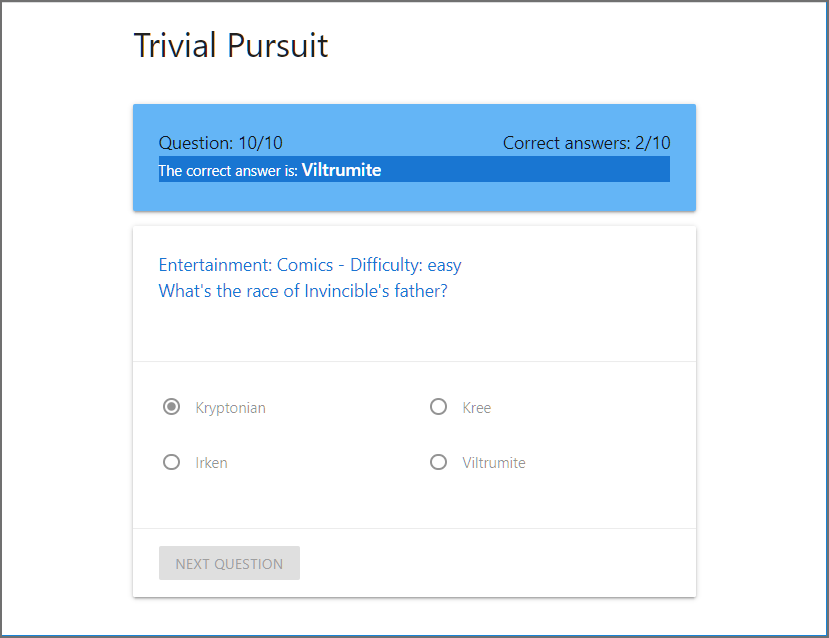 Trivial Pursuit
Question: 10/10 Correct answers: 2/10
The correct answer is: Viltrumite
Entertainment: Comics - Difficulty: easy
What's the race of Invincible's father?
Kryptonian Kree
Irken Viltrumite
NEXT QUESTION